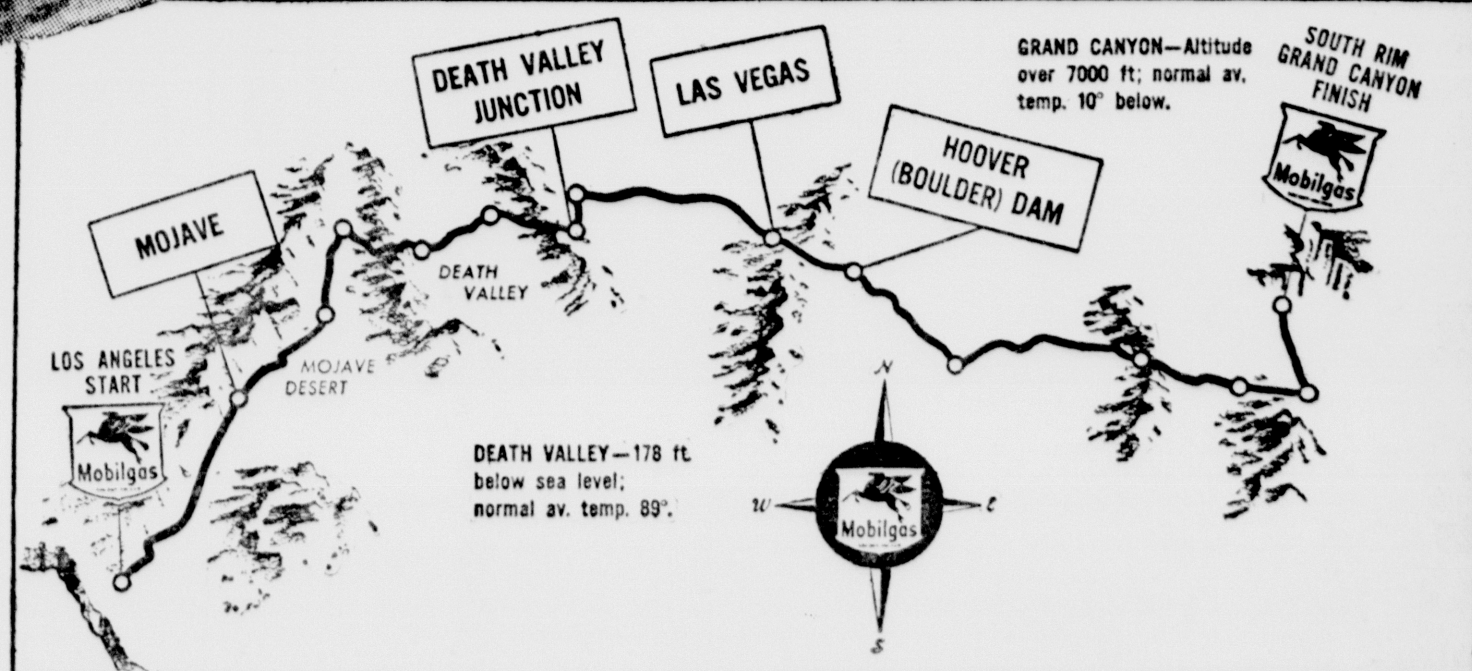 DEATH VALLEY
JUNCTION
LAS VEGAS
GRAND CANYON—Altitude
over 7000 ft; normal av.
temp. 10° below.
SOUTH RIM
GRAND CANYON
FINISH
Mobilgas
HOOVER
(BOULDER) DAM
MOJAVE
DEATH
VALLEY
LOS ANGELES
START
Mobilgas
MOJAVE
DESERT
DEATH VALLEY—178 ft.
below sea level;
normal av. temp. 89°.
N
W
E
S
Mobilgas